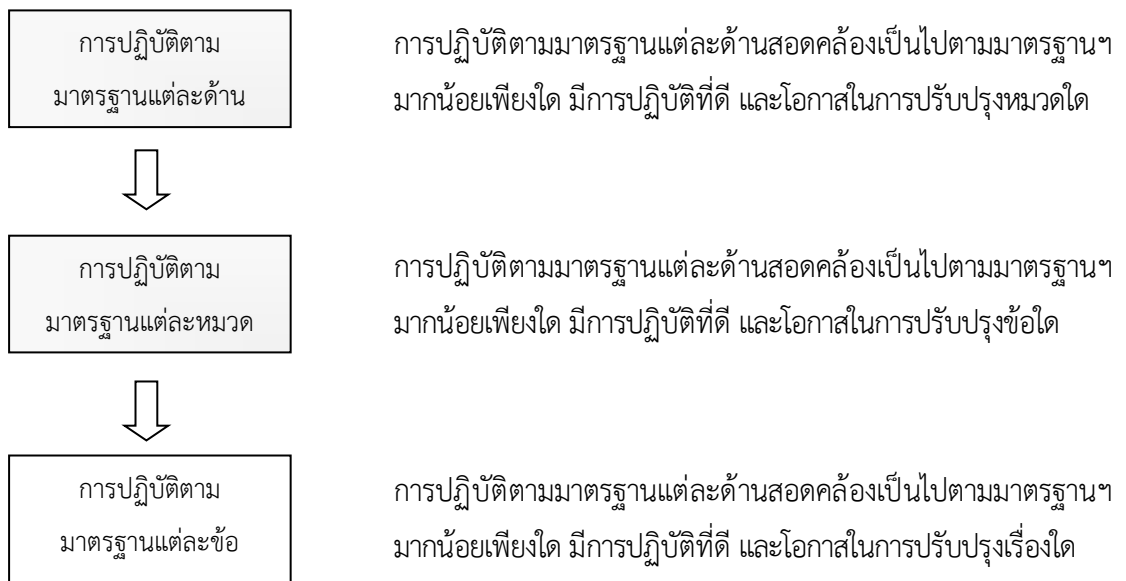 การปฏิบัติตาม
มาตรฐานแต่ละด้าน
การปฏิบัติตามมาตรฐานแต่ละด้านสอดคล้องเป็นไปตามมาตรฐานฯ
มากน้อยเพียงใด มีการปฏิบัติที่ดี และโอกาสในการปรับปรุงหมวดใด
การปฏิบัติตาม
มาตรฐานแต่ละหมวด
การปฏิบัติตามมาตรฐานแต่ละด้านสอดคล้องเป็นไปตามมาตรฐานฯ
มากน้อยเพียงใด มีการปฏิบัติที่ดี และโอกาสในการปรับปรุงข้อใด
การปฏิบัติตาม
มาตรฐานแต่ละข้อ
การปฏิบัติตามมาตรฐานแต่ละด้านสอดคล้องเป็นไปตามมาตรฐานฯ
มากน้อยเพียงใด มีการปฏิบัติที่ดี และโอกาสในการปรับปรุงเรื่องใด